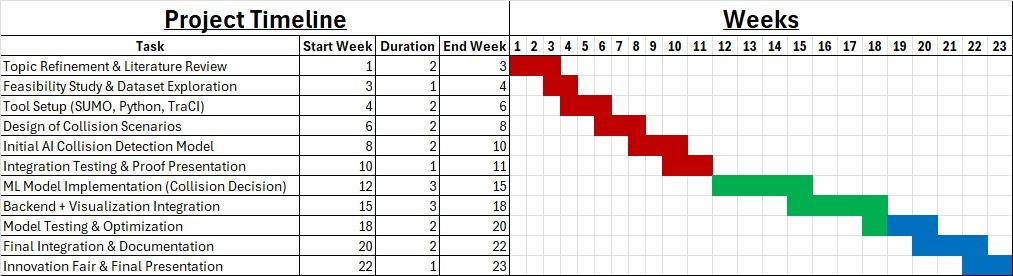 Project Timeline Weeks
Task Start Week Duration End Week 1 2 3 4 5 6 7 8 9 10 11 12 13 14 15 16 17 18 19 20 21 22 23
Topic Refinement & Literature Review 1 2 3
Feasibility Study & Dataset Exploration 3 1 4
Tool Setup (SUMO, Python, TraCI) 4 2 6
Design of Collision Scenarios 6 2 8
Initial AI Collision Detection Model 8 2 10
Integration Testing & Proof Presentation 10 1 11
ML Model Implementation (Collision Decision) 12 3 15
Backend + Visualization Integration 15 3 18
Model Testing & Optimization 18 2 20
Final Integration & Documentation 20 2 22
Innovation Fair & Final Presentation 22 1 23